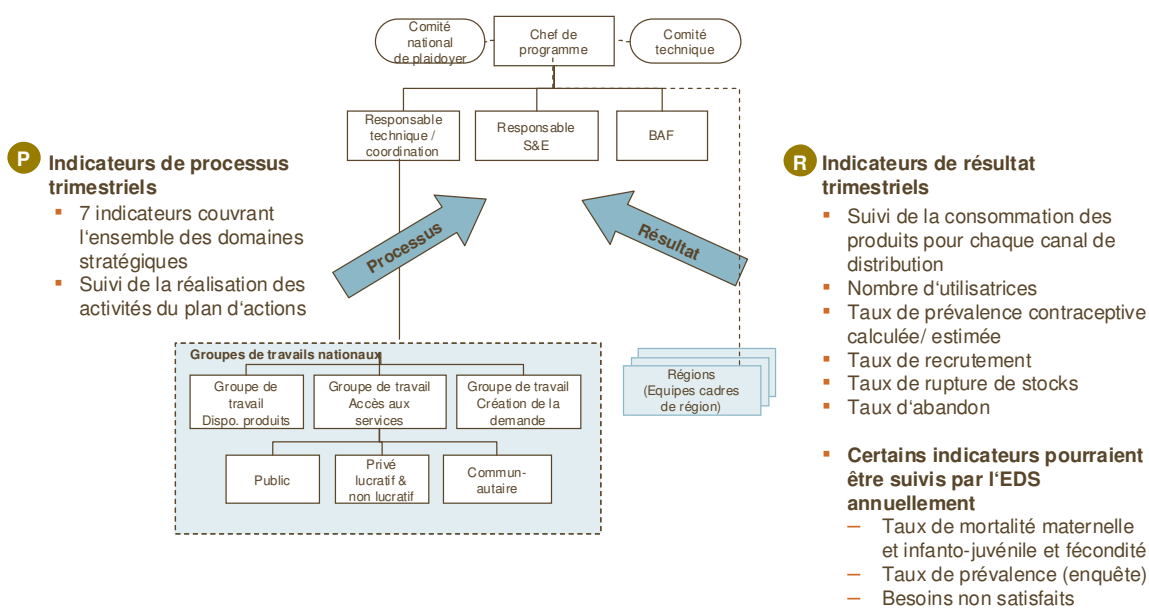 Comité
national
de plaidoyer
Chef de
programme
Comité
technique
Responsable
technique /
coordination
Responsable
S&E
BAF
P
Indicateurs de processus
trimestriels
▪ 7 indicateurs couvrant
l‘ensemble des domaines
stratégiques
▪ Suivi de la réalisation des
activités du plan d‘actions
Processus
Résultat
Groupes de travails nationaux
Groupe de
travail
Dispo. produits
Groupe de travail
Accès aux
services
Groupe de travail
Création de la
demande
Public
Privé
lucratif &
non lucratif
Commun-
autaire
Régions
(Equipes cadres
de région)
R
Indicateurs de résultat
trimestriels
▪ Suivi de la consommation des
produits pour chaque canal de
distribution
▪ Nombre d‘utilisatrices
▪ Taux de prévalence contraceptive
calculée/ estimée
▪ Taux de recrutement
▪ Taux de rupture de stocks
▪ Taux d‘abandon
▪ Certains indicateurs pourraient
être suivis par l‘EDS
annuellement
– Taux de mortalité maternelle
et infanto-juvénile et fécondité
– Taux de prévalence (enquête)
– Besoins non satisfaits